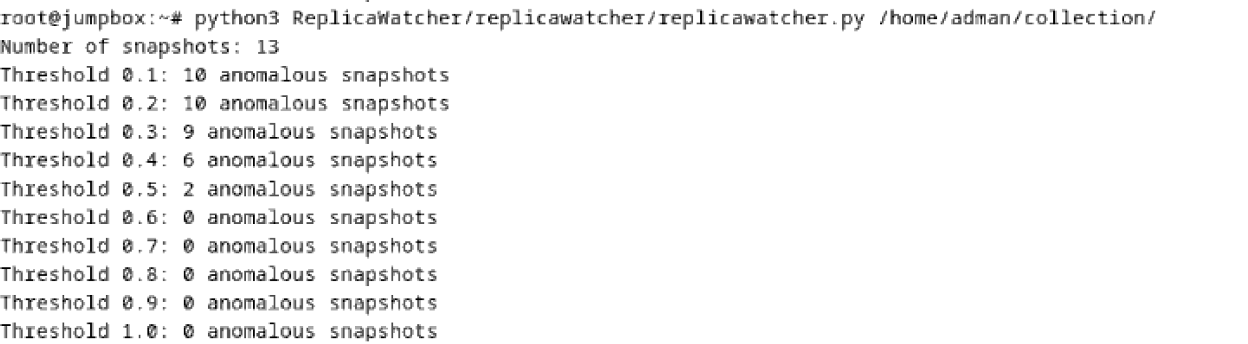 root@jumpbox:~# python3 ReplicaWatcher/replicawatcher/replicawatcher.py /home/adman/collection/
Number of snapshots: 13
Threshold 0.1: 10 anomalous snapshots
Threshold 0.2: 10 anomalous snapshots
Threshold 0.3: 9 anomalous snapshots
Threshold 0.4: 6 anomalous snapshots
Threshold 0.5: 2 anomalous snapshots
Threshold 0.6: 0 anomalous snapshots
Threshold 0.7: 0 anomalous snapshots
Threshold 0.8: 0 anomalous snapshots
Threshold 0.9: 0 anomalous snapshots
Threshold 1.0: 0 anomalous snapshots